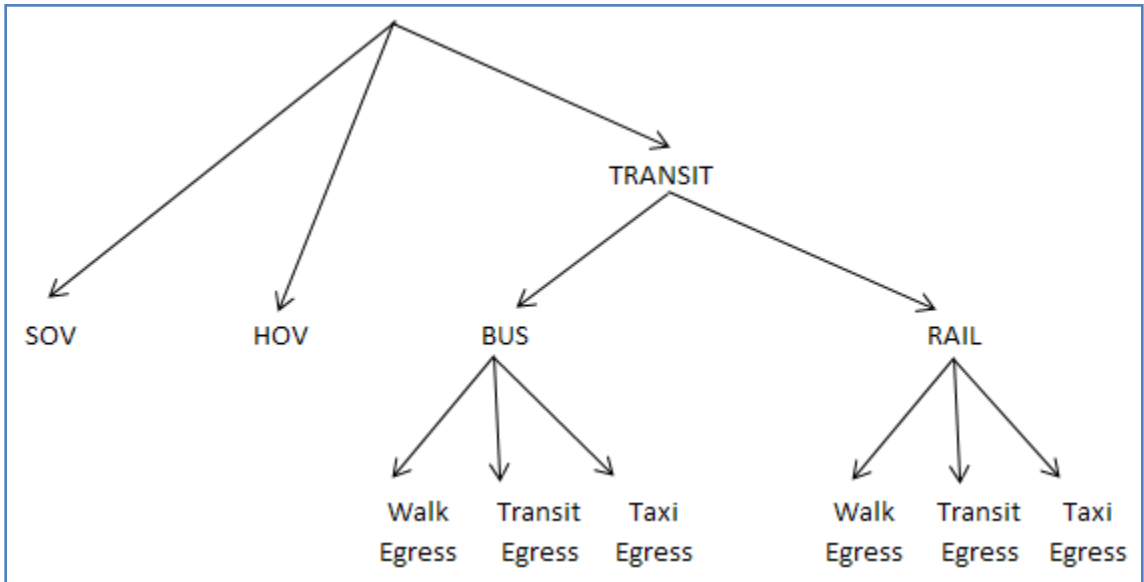 TRANSIT
SOV HOV BUS RAIL
Walk Transit Taxi Walk Transit Taxi
Egress Egress Egress Egress Egress Egress